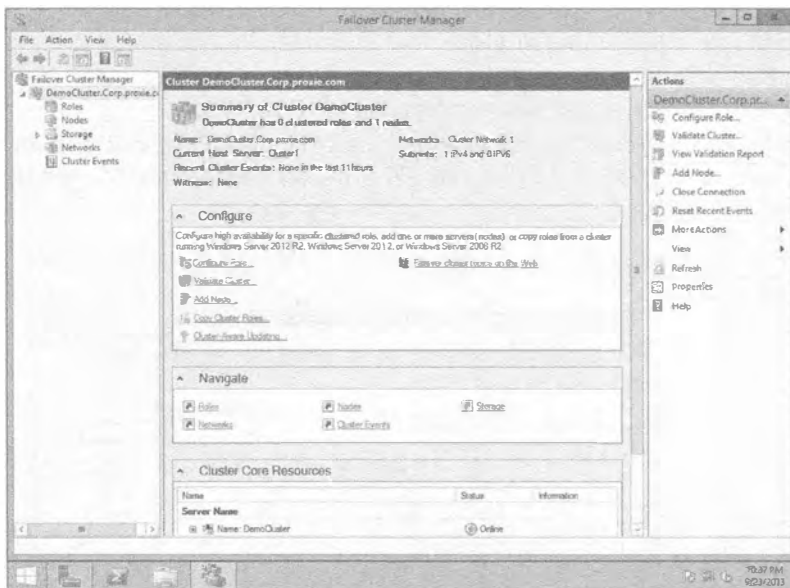 Failover Cluster Manager
File Action View Help
Failover Cluster Manager
DemoCluster.Corp.proxie.c
Roles
Nodes
Storage
Networks
Cluster Events
Cluster DemoCluster.Corp.proxie.com
Summary of Cluster DemoCluster
DemoCluster has 0 clustered roles and 1 nodes.
Name: DemoCluster.Corp.proxie.com
Networks: Cluster Network 1
Current Host Server: Cluster1
Subnets: 1 IPv4 and 0 IPv6
Recent Cluster Events: None in the last 11 hours
Witness: None
Configure
Configure high availability for a specific clustered role, add one or more servers (nodes), or copy roles from a cluster
running Windows Server 2012 R2, Windows Server 2012, or Windows Server 2008 R2.
Configure Role...
Failover cluster topics on the Web
Validate Cluster...
Add Node...
Copy Cluster Roles...
Cluster-Aware Updating...
Navigate
Roles
Nodes
Storage
Networks
Cluster Events
Cluster Core Resources
Name Status Information
Server Name
Name: DemoCluster Online
Actions
DemoCluster.Corp.pr...
Configure Role...
Validate Cluster...
View Validation Report
Add Node...
Close Connection
Reset Recent Events
More Actions
View
Refresh
Properties
Help
10:37 PM
9/23/2013